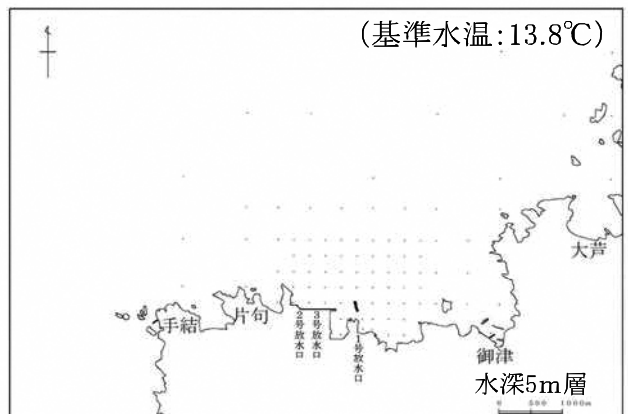 (基準水温:13.8℃)
大芦
片句
手結
2号放水口
3号放水口
1号放水口
御津
水深5m層
0 500 1000m